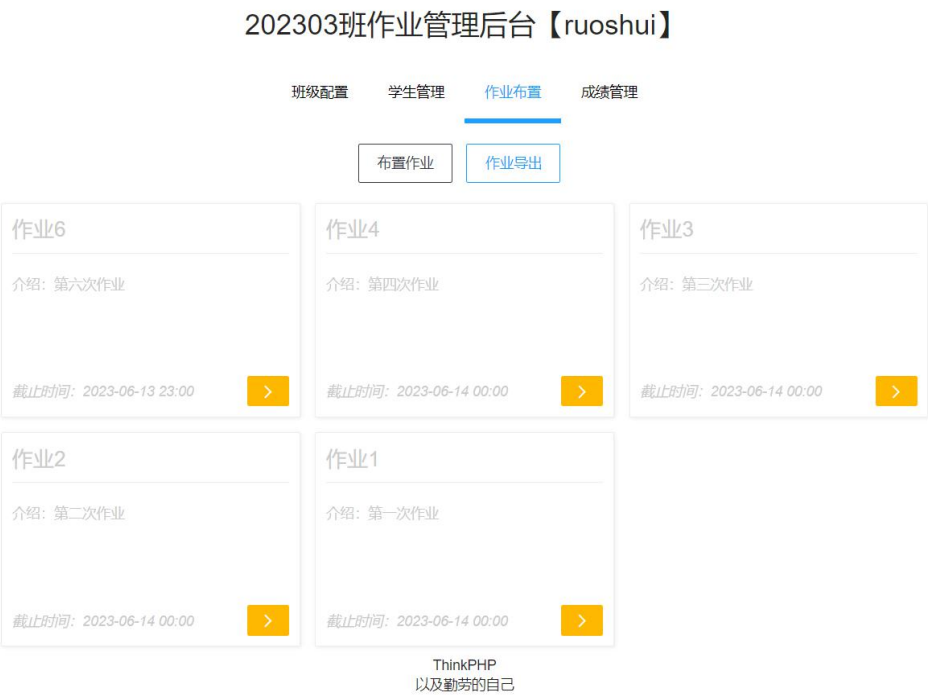 202303班作业管理后台【ruoshui】
班级配置 学生管理 作业布置 成绩管理
布置作业 作业导出
作业6 作业4 作业3
介绍：第六次作业 介绍：第四次作业 介绍：第三次作业
截止时间：2023-06-13 23:00 截止时间：2023-06-14 00:00 截止时间：2023-06-14 00:00
作业2 作业1
介绍：第二次作业 介绍：第一次作业
截止时间：2023-06-14 00:00 截止时间：2023-06-14 00:00
ThinkPHP
以及勤劳的自己